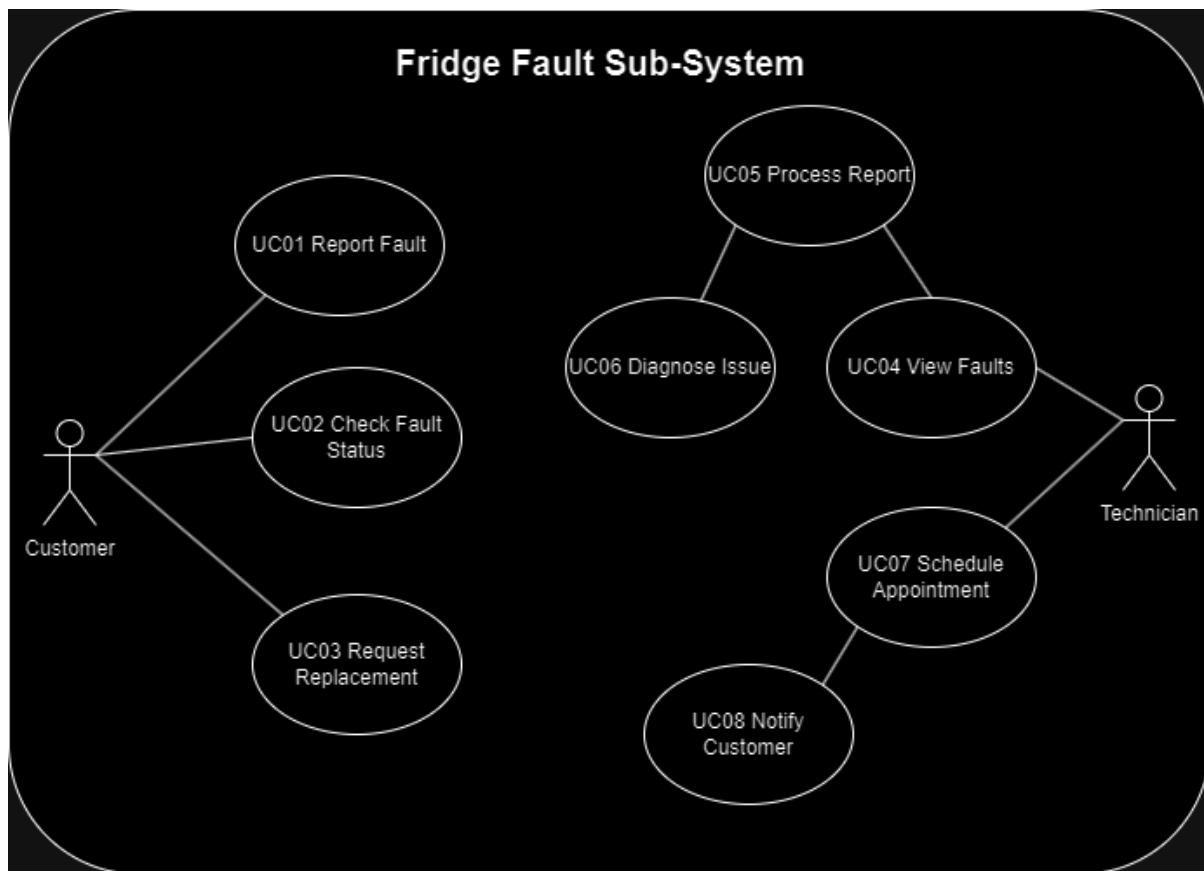 Fridge Fault Sub-System
UC05 Process Report
UC01 Report Fault
UC06 Diagnose Issue
UC04 View Faults
UC02 Check Fault
Status
Customer
Technician
UC07 Schedule
Appointment
UC03 Request
Replacement
UC08 Notify
Customer